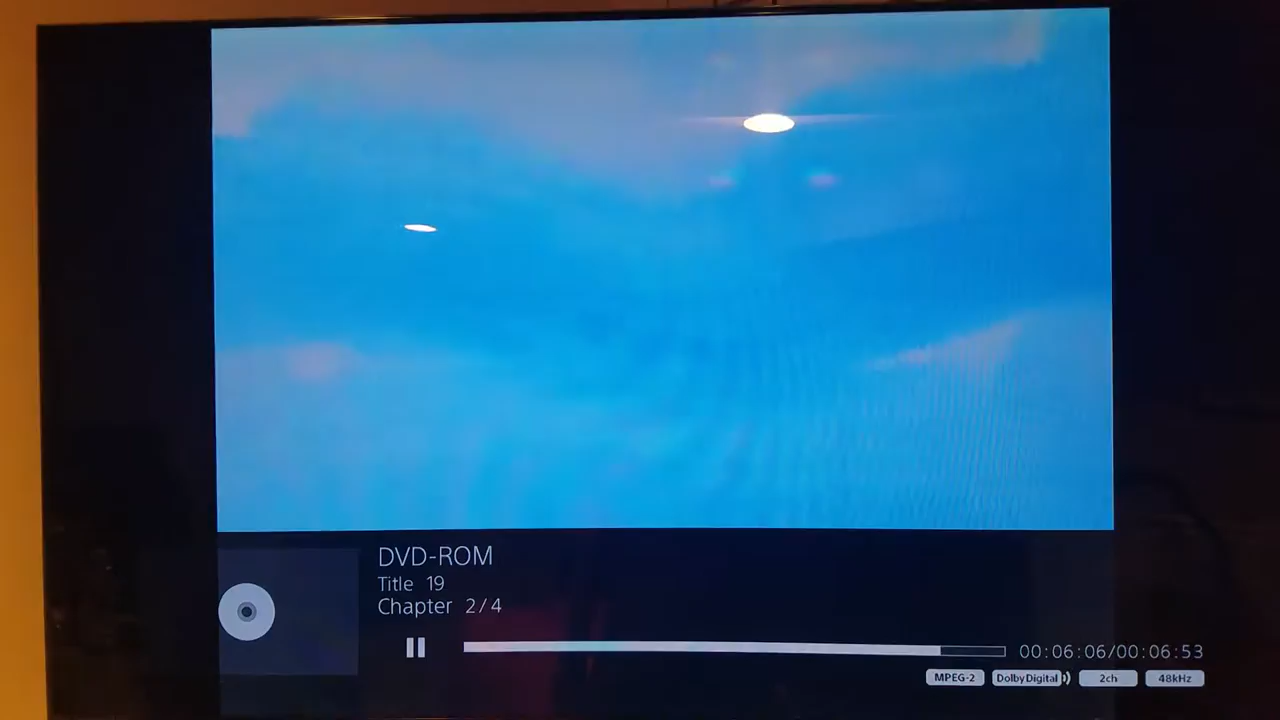 DVD-ROM
Title 19
Chapter 2/4
00:06:06/00:06:53
MPEG-2 DolbyDigital 2ch 48kHz